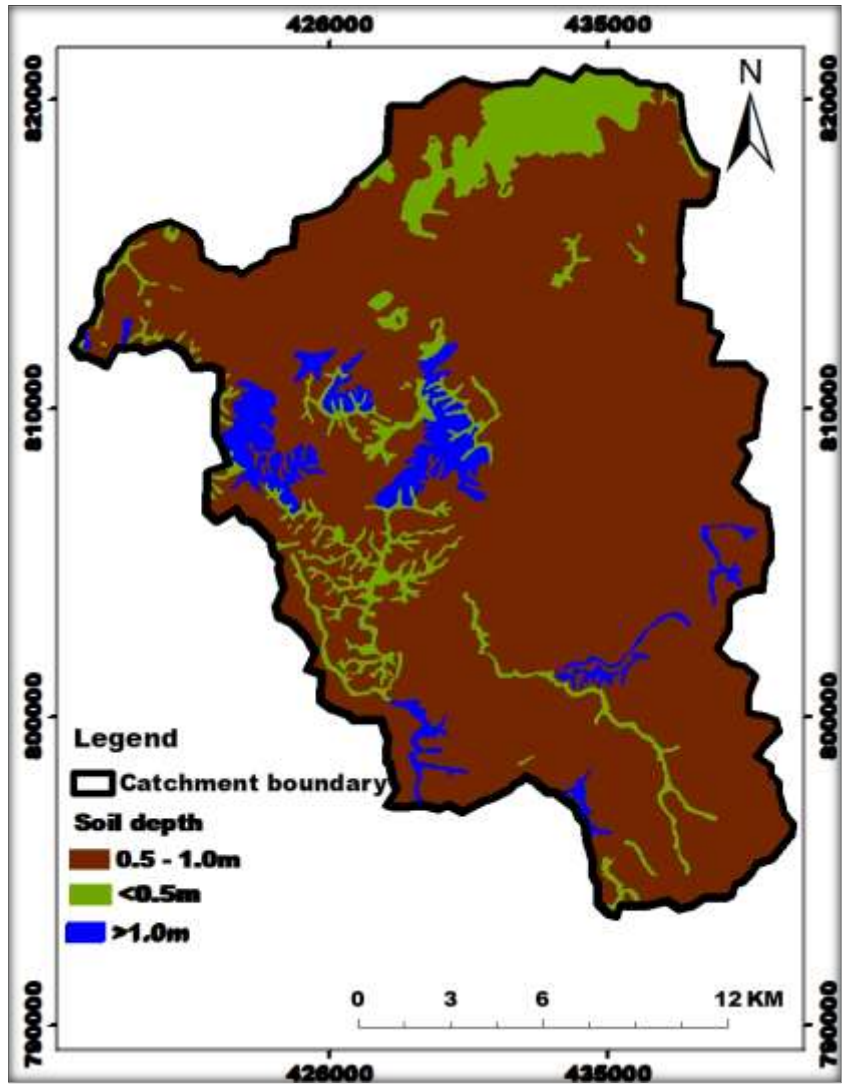 426000 435000
820000 820000
N
810000 810000
800000 800000
Legend
Catchment boundary
Soil depth
0.5 - 1.0m
<0.5m
>1.0m
0 3 6 12 KM
790000 790000
426000 435000